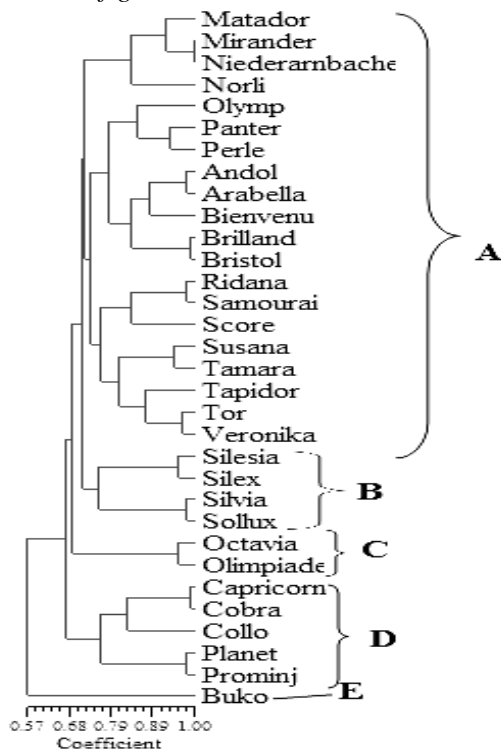 Matador
Mirander
Niederarnbache
Norli
Olymp
Panter
Perle
Andol
Arabella
Bienvenu
Brilland
Bristol
A
Ridana
Samourai
Score
Susana
Tamara
Tapidor
Tor
Veronika
Silesia
Silex
B
Silvia
Sollux
Octavia
C
Olimpiade
Capricorn
Cobra
Collo
D
Planet
Prominj
Buko E
0.57 0.68 0.79 0.89 1.00
Coefficient